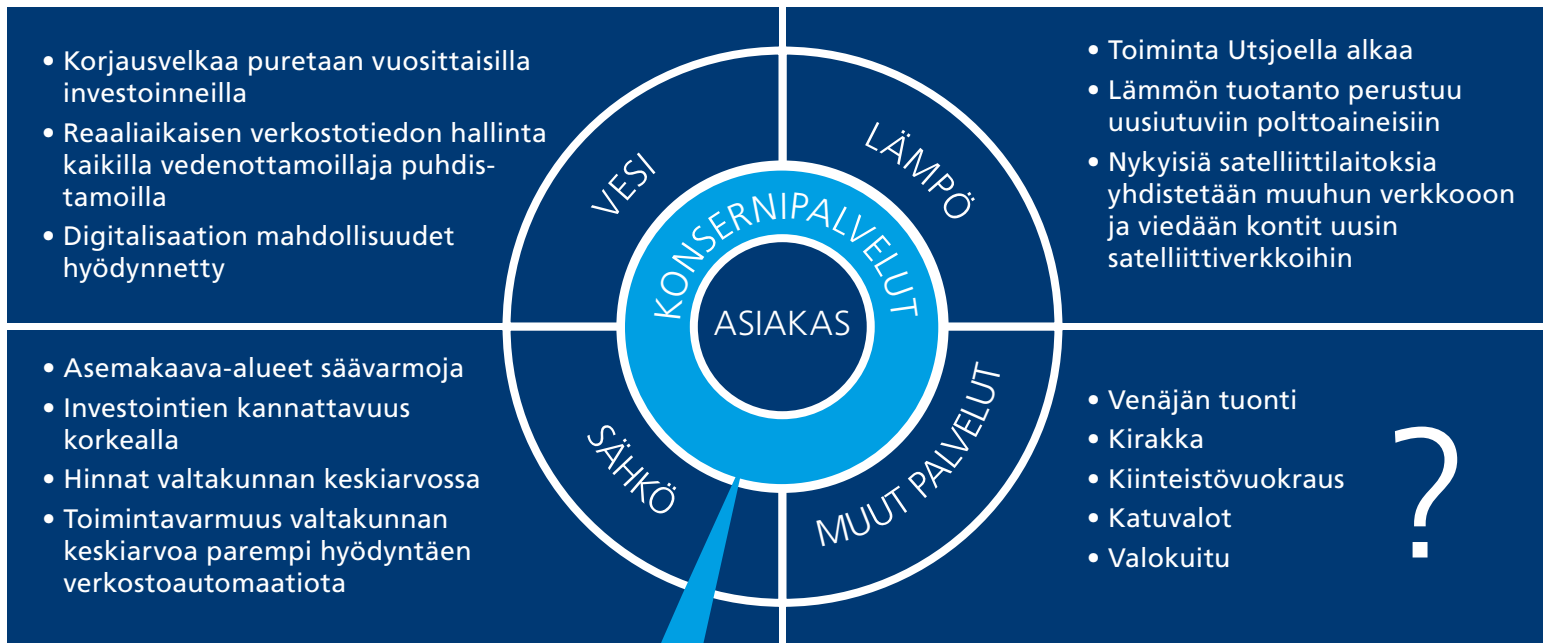 • Korjausvelkaa puretaan vuosittaisilla
investoinneilla
• Reaaliaikaisen verkostotiedon hallinta
kaikilla vedenottamoillaja puhdis-
tamoilla
• Digitalisaation mahdollisuudet
hyödynnetty
VESI
LÄMPÖ
• Toiminta Utsjoella alkaa
• Lämmön tuotanto perustuu
uusiutuviin polttoaineisiin
• Nykyisiä satelliittilaitoksia
yhdistetään muuhun verkkooon
ja viedään kontit uusin
satelliittiverkkoihin
KONSERNIPALVELUT
ASIAKAS
• Asemakaava-alueet säävarmoja
• Investointien kannattavuus
korkealla
• Hinnat valtakunnan keskiarvossa
• Toimintavarmuus valtakunnan
keskiarvoa parempi hyödyntäen
verkostoautomaatiota
SÄHKÖ
MUUT PALVELUT
• Venäjän tuonti
• Kirakka
• Kiinteistövuokraus
• Katuvalot
• Valokuitu
?